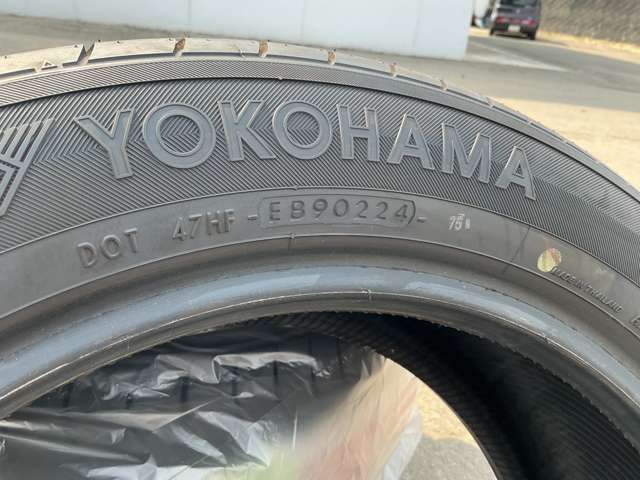 YOKOHAMA
DOT 47HF - EB90224 -
MADE IN THAILAND